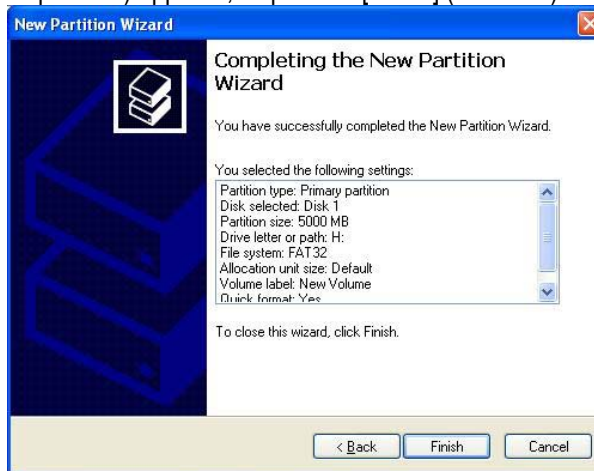 New Partition Wizard
Completing the New Partition
Wizard
You have successfully completed the New Partition Wizard.
You selected the following settings:
Partition type: Primary partition
Disk selected: Disk 1
Partition size: 5000 MB
Drive letter or path: H:
File system: FAT32
Allocation unit size: Default
Volume label: New Volume
Quick format: Yes
To close this wizard, click Finish.
< Back
Finish
Cancel